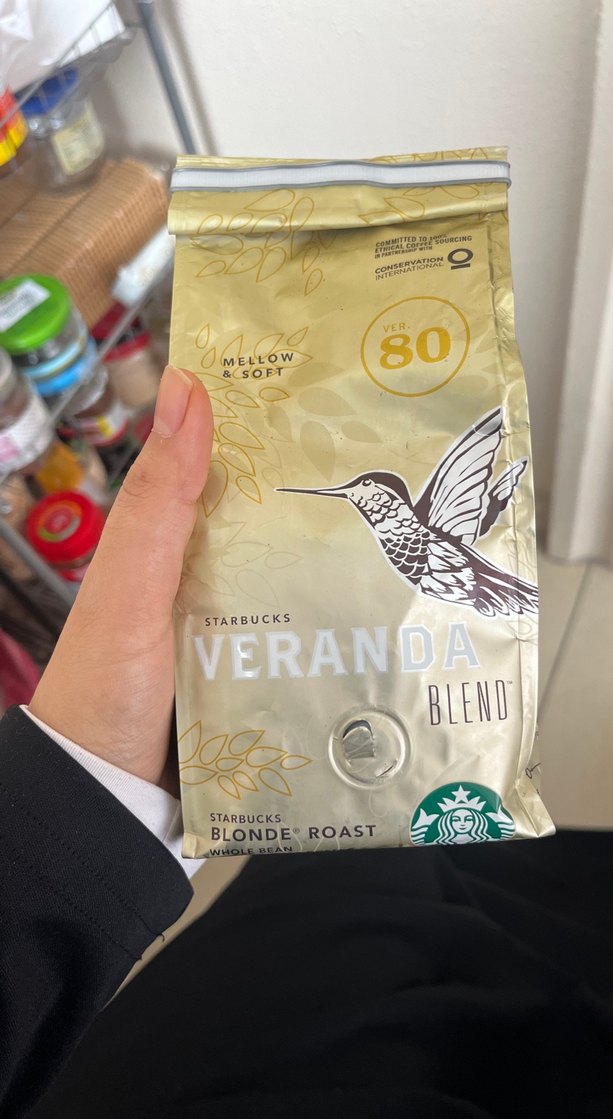 COMMITTED TO 100%
ETHICAL COFFEE SOURCING
IN PARTNERSHIP WITH
CONSERVATION
INTERNATIONAL
VER.
80
MELLOW
& SOFT
STARBUCKS
VERANDA
BLEND™
STARBUCKS
BLONDE® ROAST
WHOLE BEAN